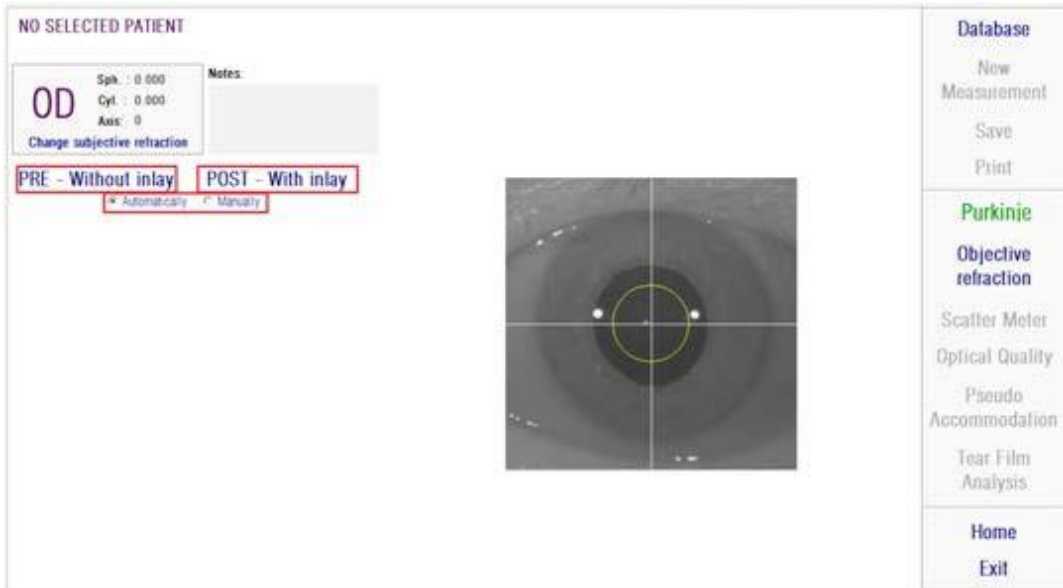 NO SELECTED PATIENT
OD
Sph. : 0.000
Cyl. : 0.000
Axis: 0
Change subjective refraction
Notes:
PRE - Without inlay
POST - With inlay
Automatically
Manually
Database
New
Measurement
Save
Print
Purkinje
Objective
refraction
Scatter Meter
Optical Quality
Pseudo
Accommodation
Tear Film
Analysis
Home
Exit